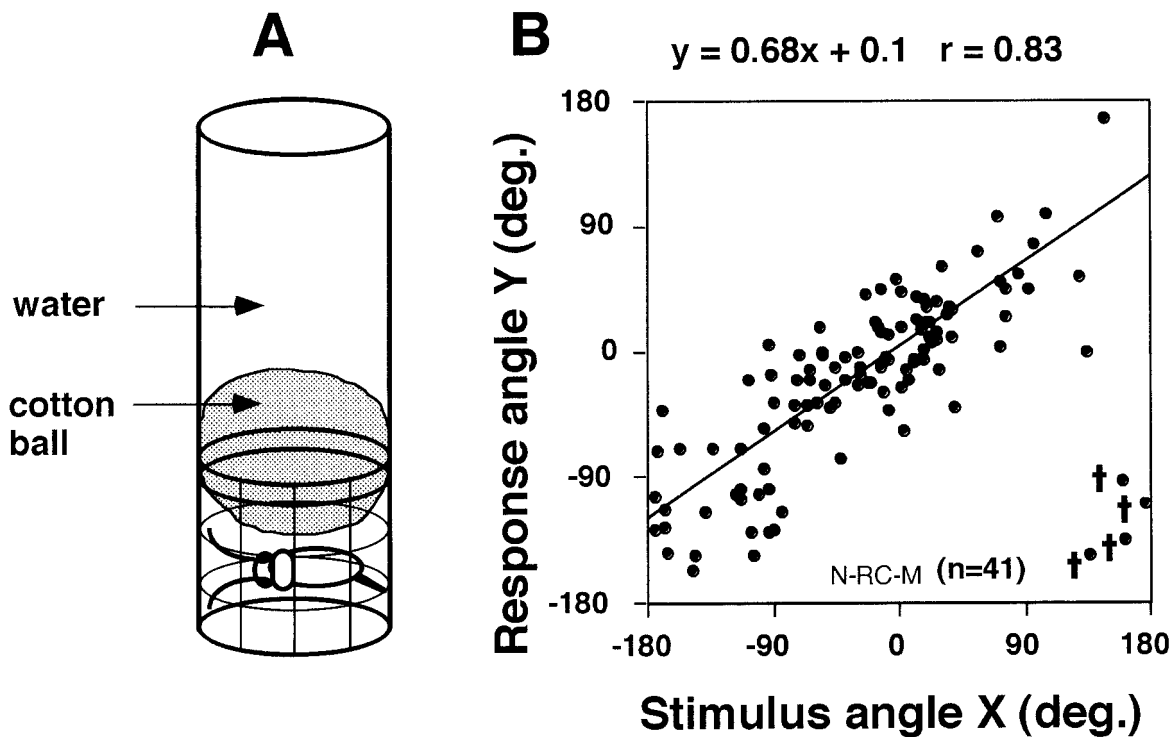 A
water
cotton
ball
B
y = 0.68x + 0.1 r = 0.83
Response angle Y (deg.)
180
90
0
-90
-180
†
†
†
†
N-RC-M (n=41)
-180 -90 0 90 180
Stimulus angle X (deg.)